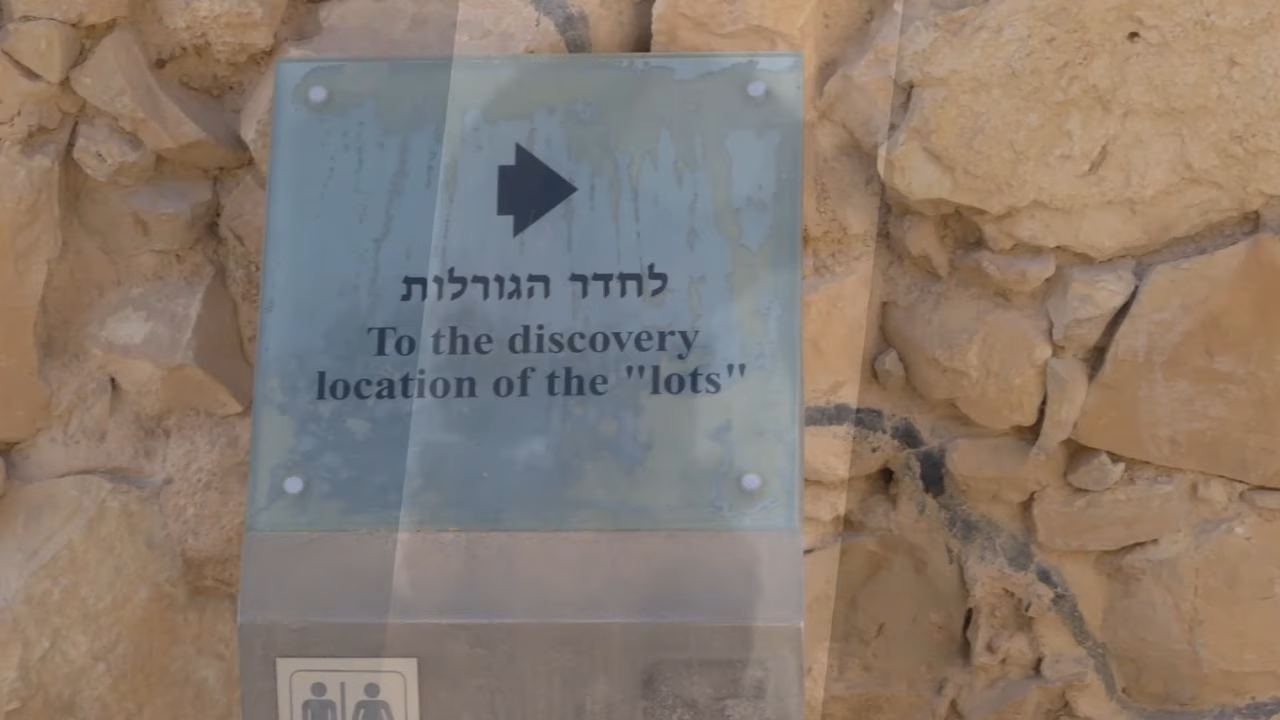 לחדר הגורלות
To the discovery
location of the "lots"